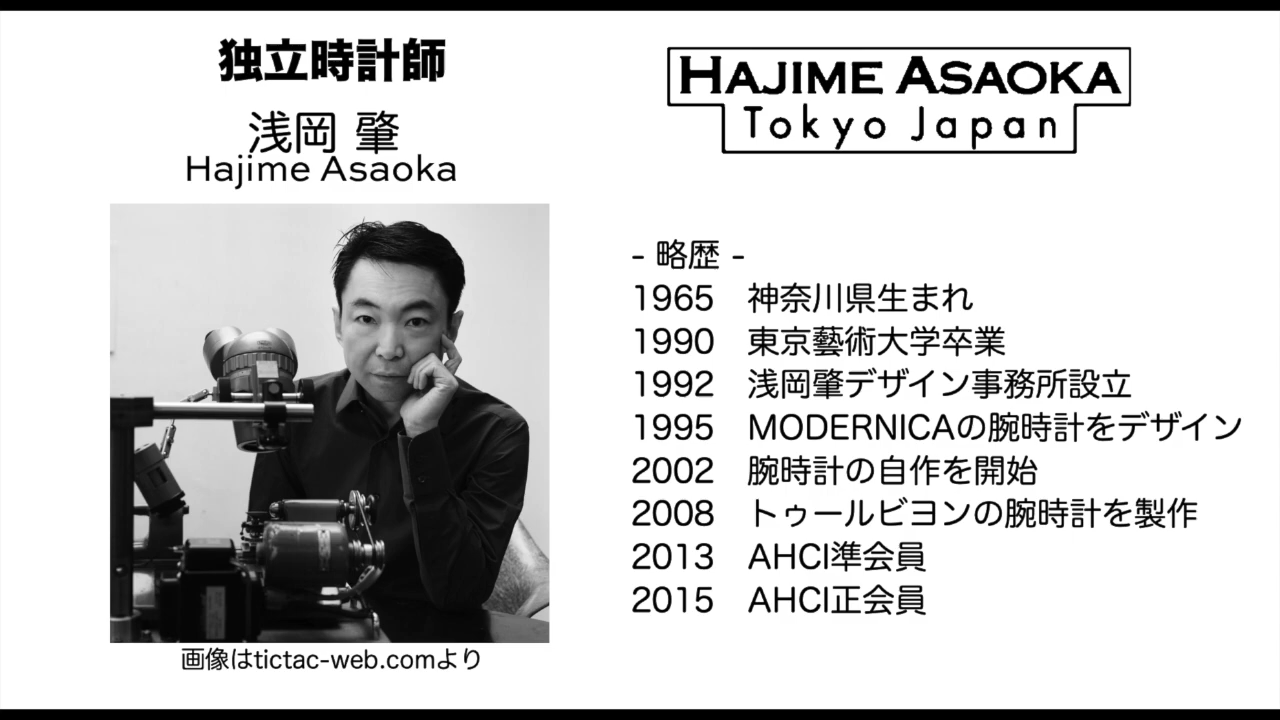 独立時計師
浅岡 肇
Hajime Asaoka
HAJIME ASAOKA
Tokyo Japan
- 略歴 -
1965 神奈川県生まれ
1990 東京藝術大学卒業
1992 浅岡肇デザイン事務所設立
1995 MODERNICAの腕時計をデザイン
2002 腕時計の自作を開始
2008 トゥールビヨンの腕時計を製作
2013 AHCI準会員
2015 AHCI正会員
画像はtictac-web.comより